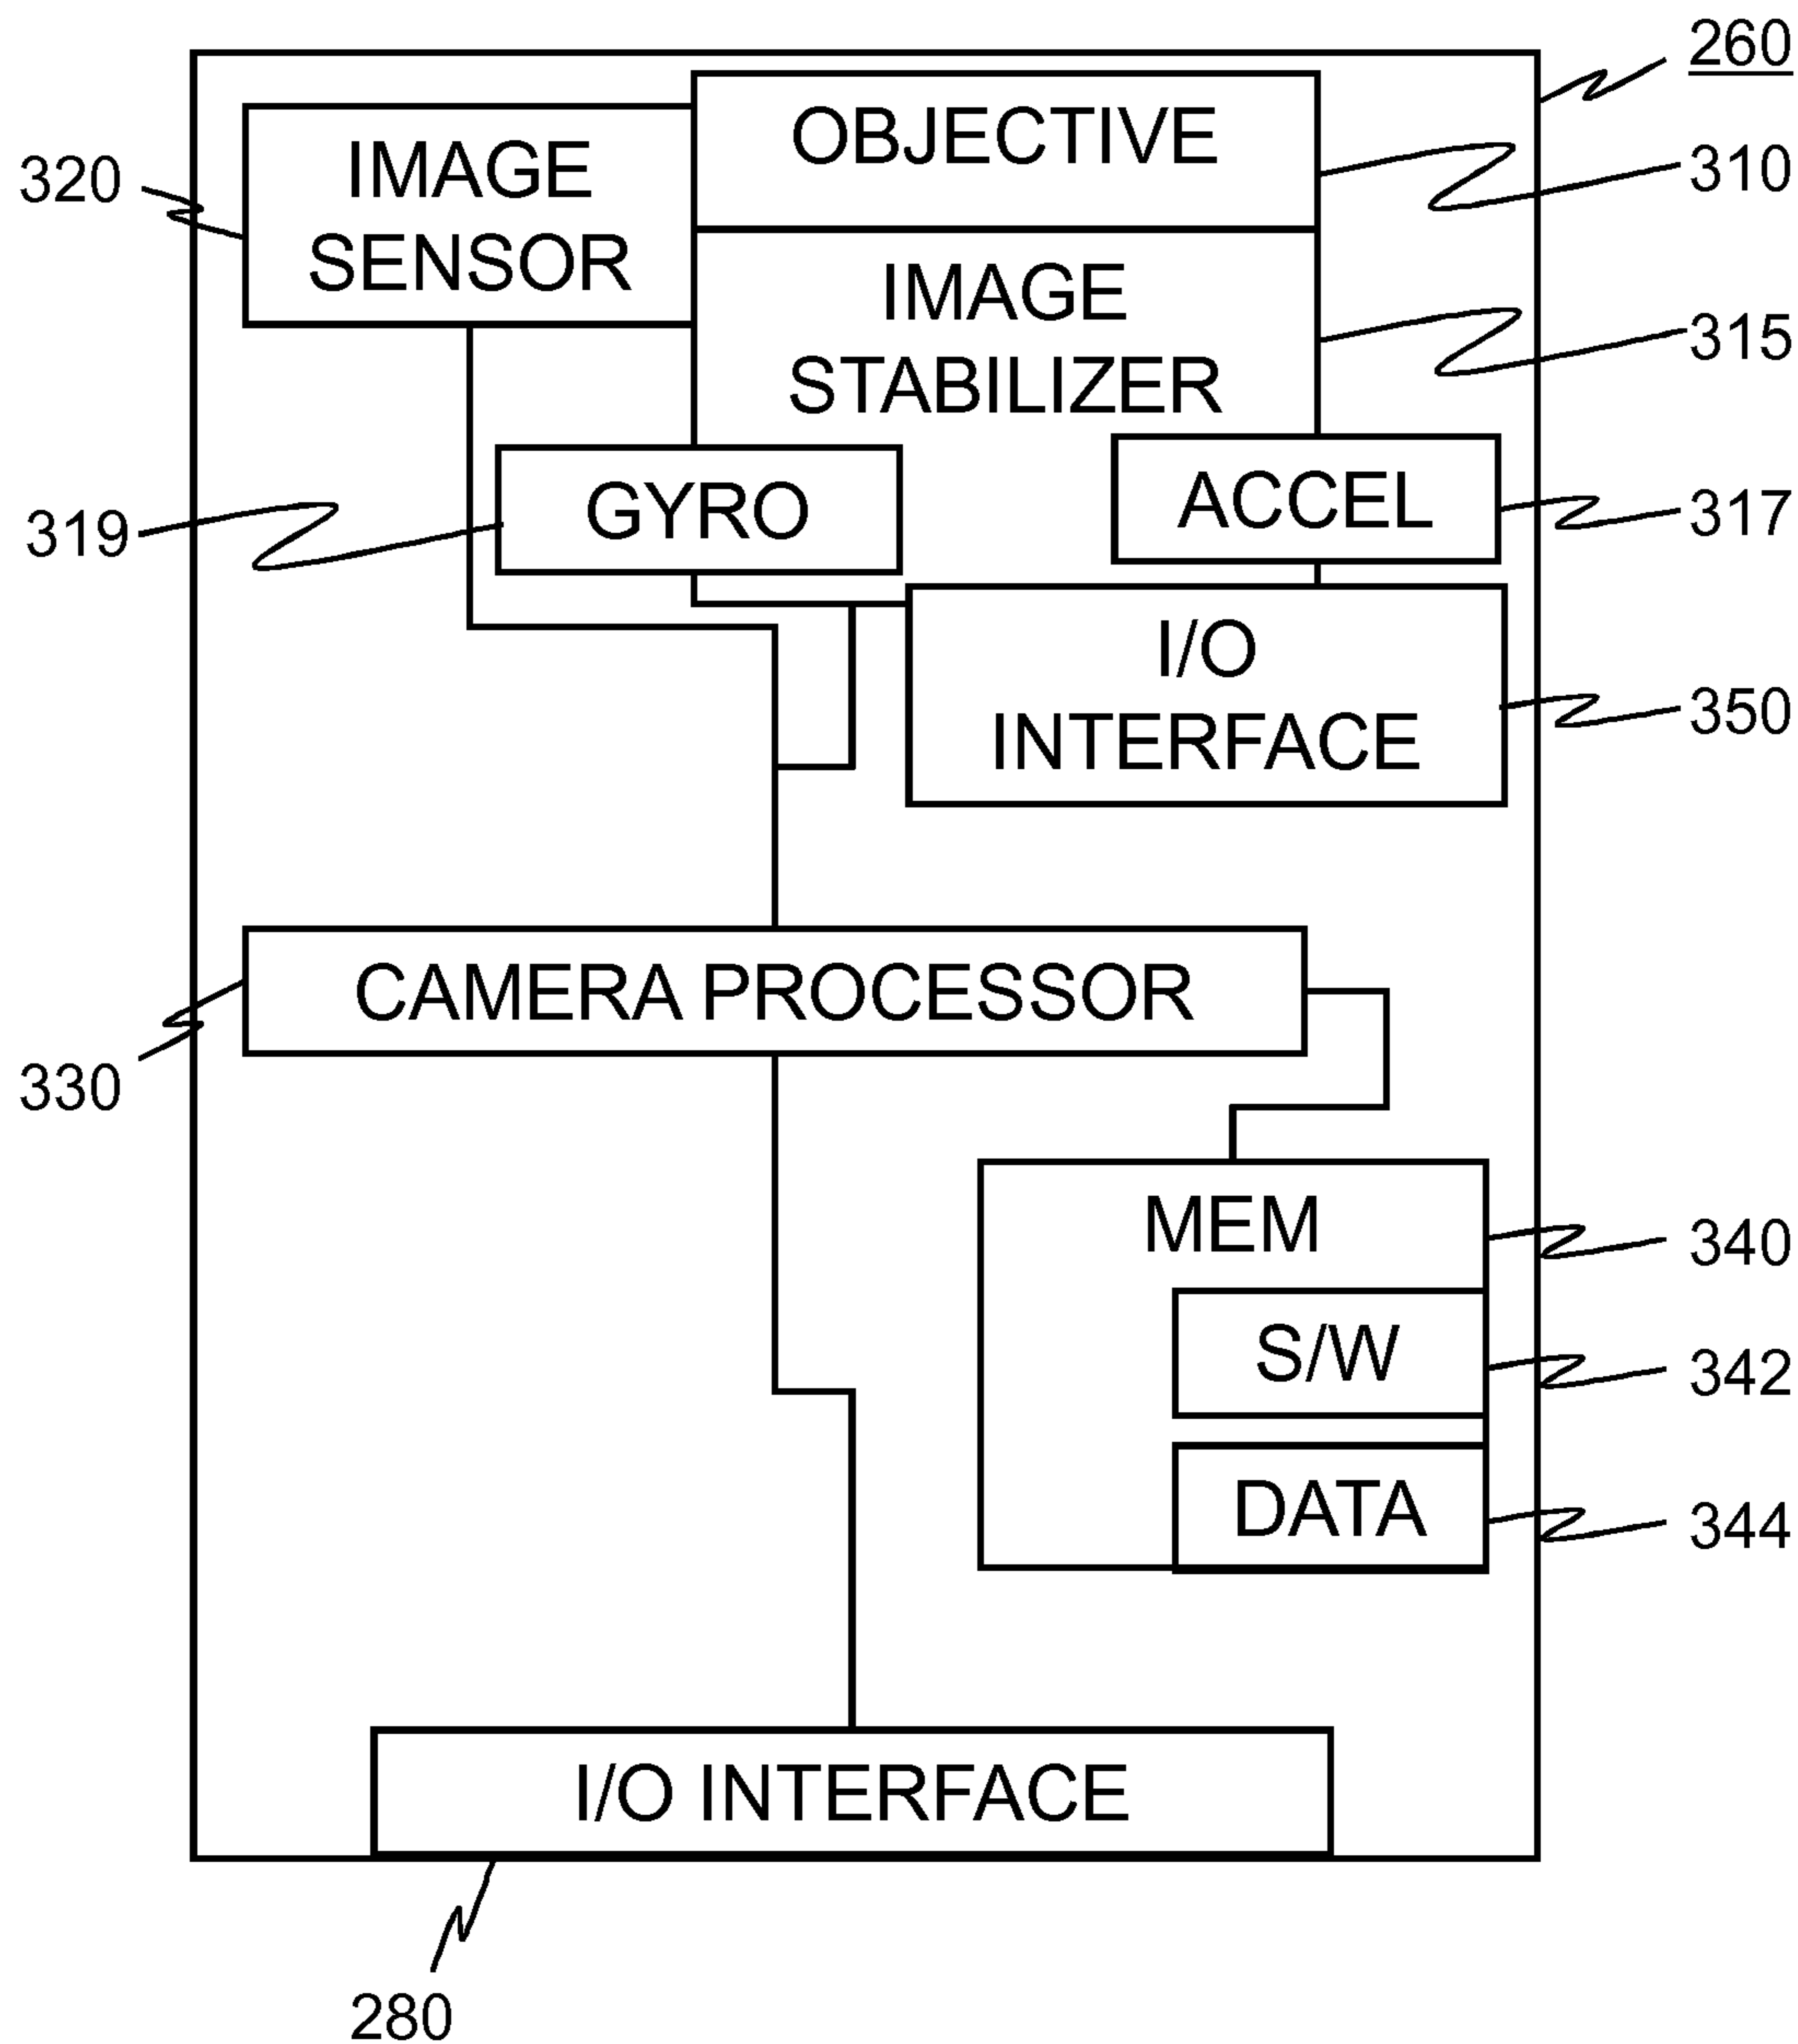 260
OBJECTIVE
310
320
IMAGE
SENSOR
IMAGE
STABILIZER
315
GYRO
319
ACCEL
317
I/O
INTERFACE
350
CAMERA PROCESSOR
330
MEM
340
S/W
342
DATA
344
I/O INTERFACE
280